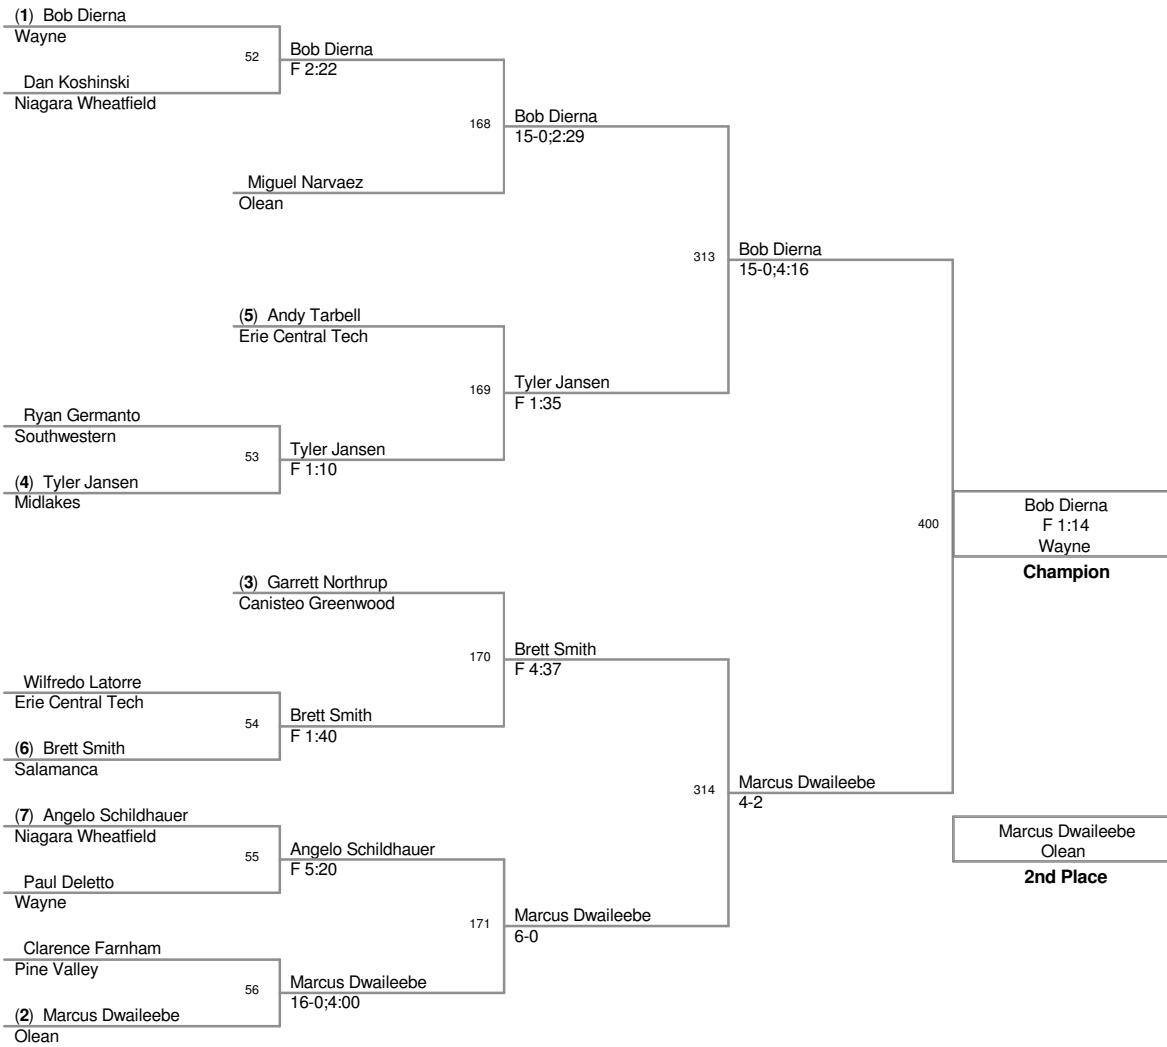 (1) Bob Dierna
Wayne
52
Bob Dierna
F 2:22
Dan Koshinski
Niagara Wheatfield
168
Bob Dierna
15-0;2:29
Miguel Narvaez
Olean
313
Bob Dierna
15-0;4:16
(5) Andy Tarbell
Erie Central Tech
169
Tyler Jansen
F 1:35
Ryan Germanto
Southwestern
53
Tyler Jansen
F 1:10
(4) Tyler Jansen
Midlakes
400
Bob Dierna
F 1:14
Wayne
Champion
(3) Garrett Northrup
Canisteo Greenwood
170
Brett Smith
F 4:37
Wilfredo Latorre
Erie Central Tech
54
Brett Smith
F 1:40
(6) Brett Smith
Salamanca
314
Marcus Dwaileebe
4-2
(7) Angelo Schildhauer
Niagara Wheatfield
55
Angelo Schildhauer
F 5:20
Paul Deletto
Wayne
171
Marcus Dwaileebe
6-0
Clarence Farnham
Pine Valley
56
Marcus Dwaileebe
16-0;4:00
(2) Marcus Dwaileebe
Olean
Marcus Dwaileebe
Olean
2nd Place